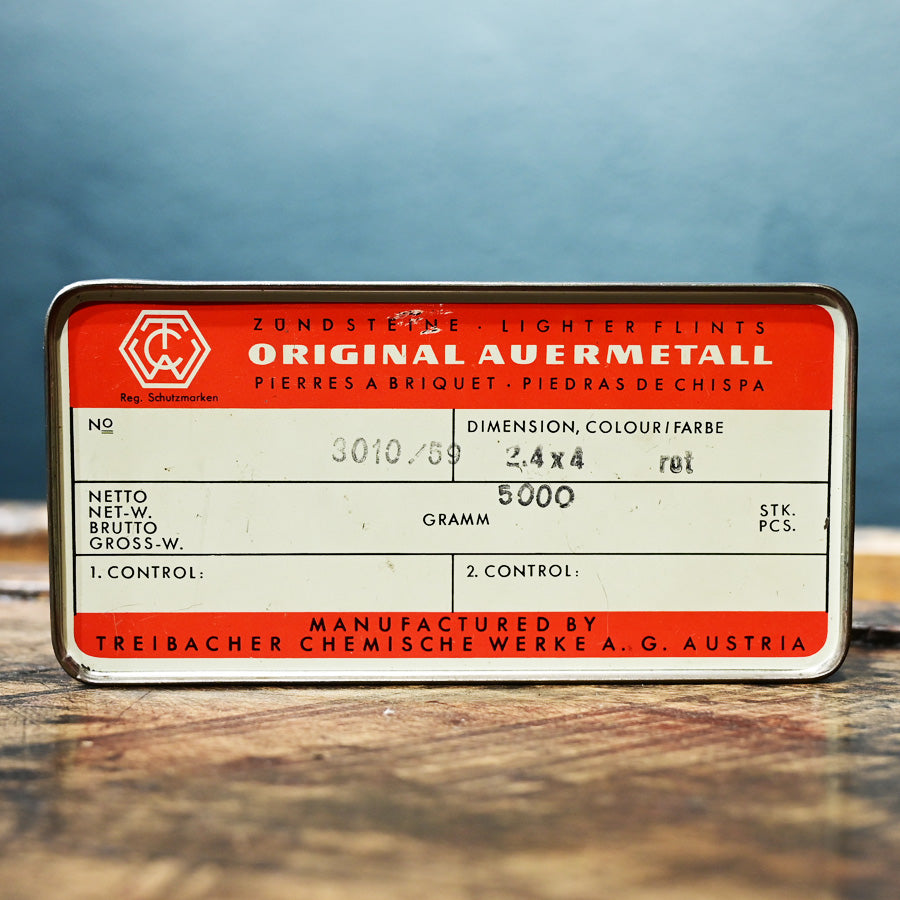 ZÜNDSTEINE · LIGHTER FLINTS
TCW
ORIGINAL AUERMETALL
PIERRES A BRIQUET · PIEDRAS DE CHISPA
Reg. Schutzmarken
Nº
3010/59
DIMENSION, COLOUR/FARBE
2.4x4 rot
NETTO
NET-W.
BRUTTO
GROSS-W.
GRAMM
5000
STK.
PCS.
1. CONTROL:
2. CONTROL:
MANUFACTURED BY
TREIBACHER CHEMISCHE WERKE A. G. AUSTRIA